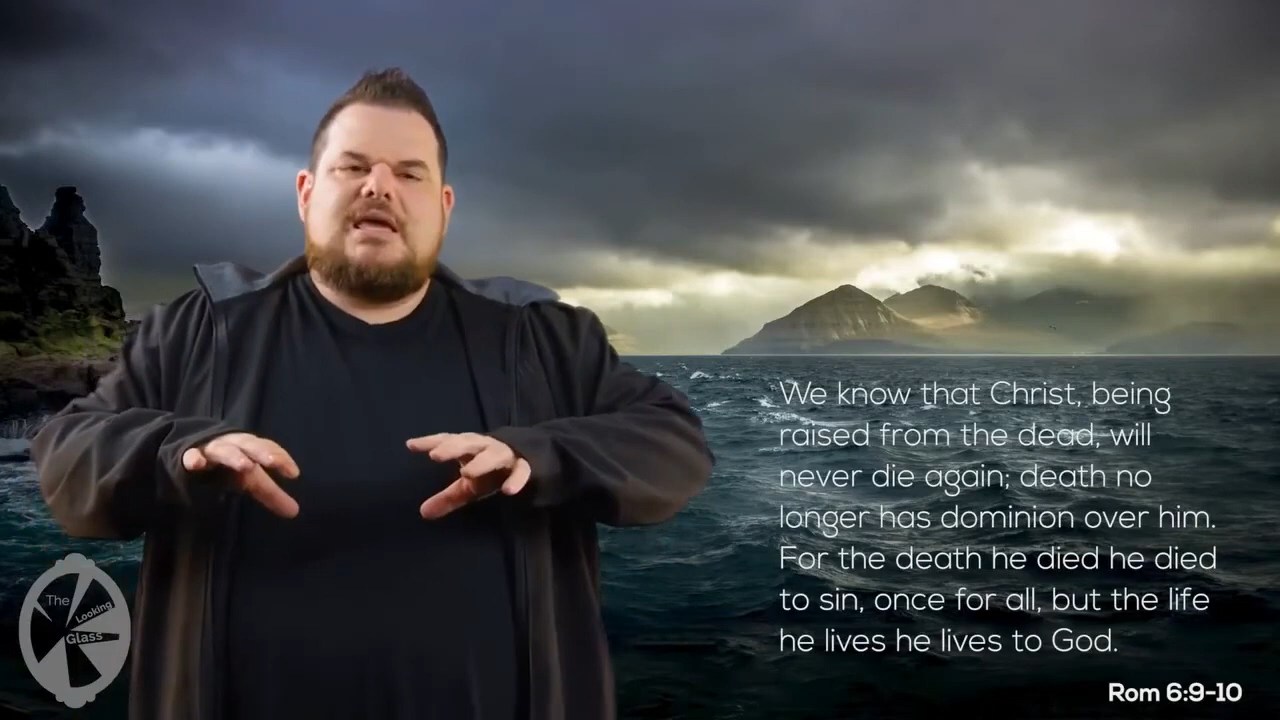 We know that Christ, being
raised from the dead, will
never die again; death no
longer has dominion over him.
For the death he died he died
to sin, once for all, but the life
he lives he lives to God.
Rom 6:9-10
The
Looking
Glass